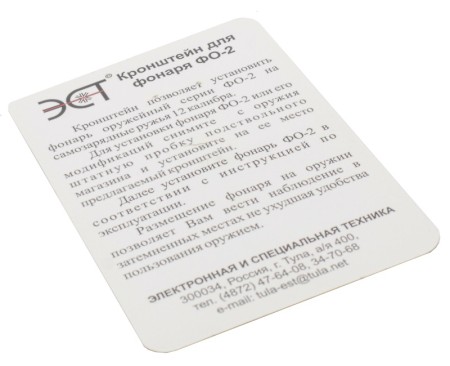 ЭСТ Кронштейн для
фонаря ФО-2
Кронштейн позволяет установить
фонарь оружейный серии ФО-2 на
самозарядные ружья 12 калибра.
Для установки фонаря ФО-2 или его
модификаций снимите с оружия
штатную пробку подствольного
магазина и установите на ее место
предлагаемый кронштейн.
Далее установите фонарь ФО-2 в
соответствии с инструкцией по
эксплуатации.
Размещение фонаря на оружии
позволяет Вам вести наблюдение в
затемненных местах не ухудшая удобства
пользования оружием.
ЭЛЕКТРОННАЯ И СПЕЦИАЛЬНАЯ ТЕХНИКА
300034, Россия, г. Тула, а/я 400,
тел. (4872) 47-64-08, 34-70-68
e-mail: tula-est@tula.net